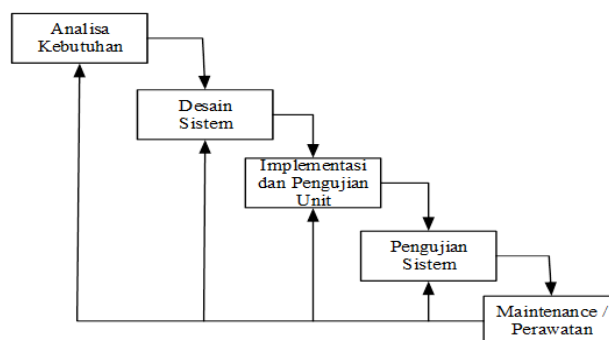 Analisa
Kebutuhan
Desain
Sistem
Implementasi
dan Pengujian
Unit
Pengujian
Sistem
Maintenance /
Perawatan